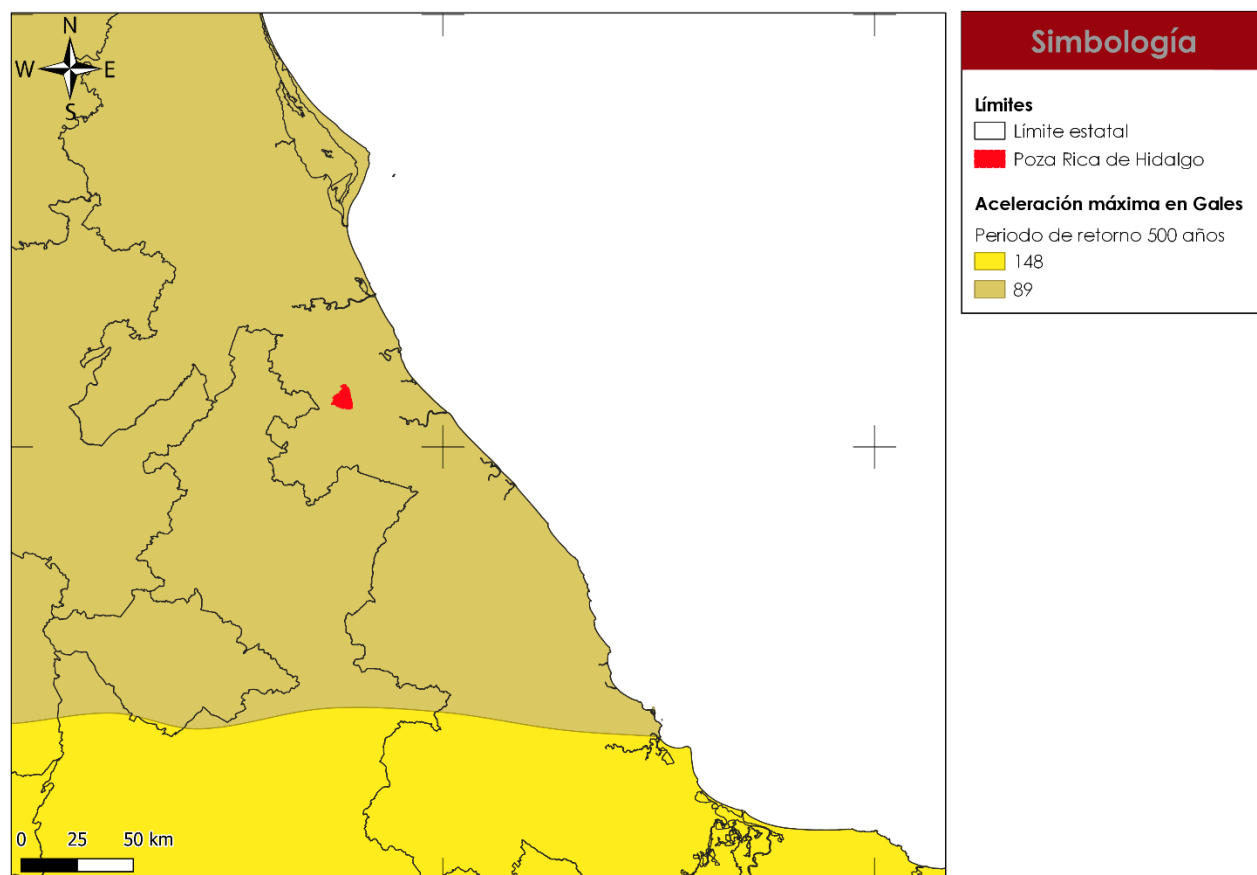 N
W E
S
0 25 50 km
Simbología
Límites
Límite estatal
Poza Rica de Hidalgo
Aceleración máxima en Gales
Periodo de retorno 500 años
148
89